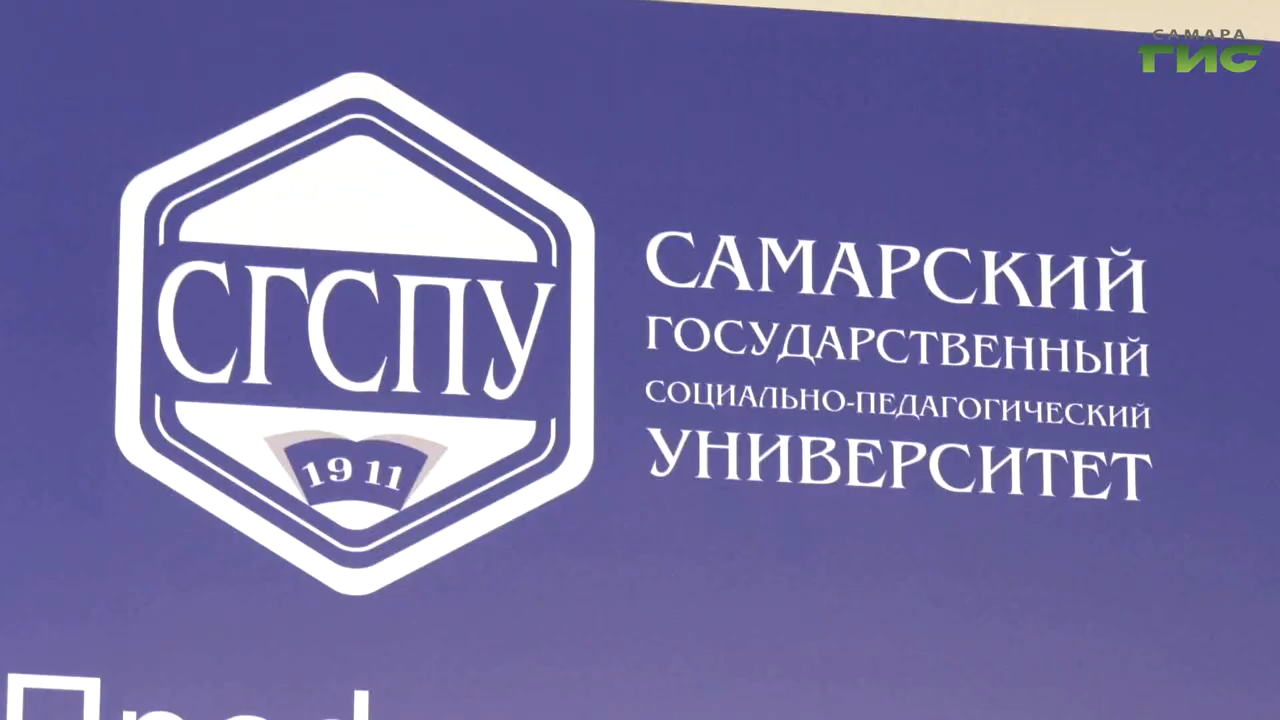 САМАРА
ГИС
СГСПУ
1911
САМАРСКИЙ
ГОСУДАРСТВЕННЫЙ
СОЦИАЛЬНО-ПЕДАГОГИЧЕСКИЙ
УНИВЕРСИТЕТ